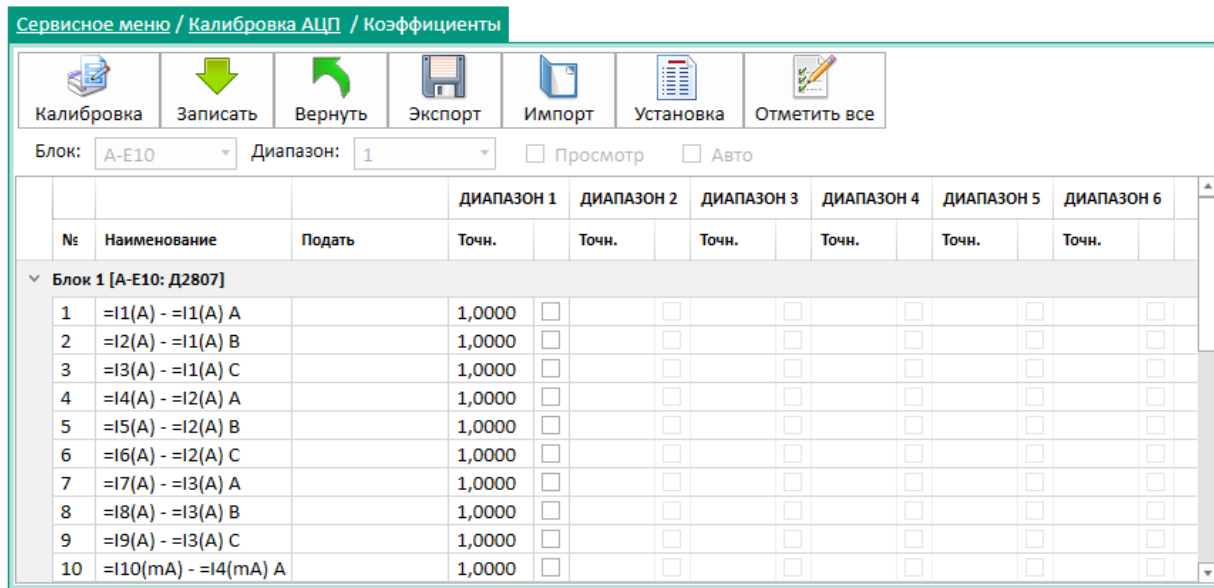 Сервисное меню / Калибровка АЦП / Коэффициенты
Калибровка Записать Вернуть Экспорт Импорт Установка Отметить все
Блок: A-E10 Диапазон: 1 Просмотр Авто
ДИАПАЗОН 1 ДИАПАЗОН 2 ДИАПАЗОН 3 ДИАПАЗОН 4 ДИАПАЗОН 5 ДИАПАЗОН 6
№ Наименование Подать Точн. Точн. Точн. Точн. Точн. Точн.
Блок 1 [A-E10: Д2807]
1 =I1(A) - =I1(A) A 1,0000
2 =I2(A) - =I1(A) B 1,0000
3 =I3(A) - =I1(A) C 1,0000
4 =I4(A) - =I2(A) A 1,0000
5 =I5(A) - =I2(A) B 1,0000
6 =I6(A) - =I2(A) C 1,0000
7 =I7(A) - =I3(A) A 1,0000
8 =I8(A) - =I3(A) B 1,0000
9 =I9(A) - =I3(A) C 1,0000
10 =I10(mA) - =I4(mA) A 1,0000